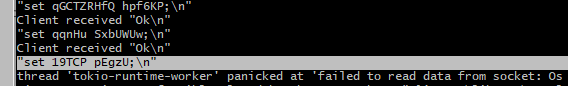 "set qGCTZRHfQ hpf6KP;\n"
Client received "Ok\n"
"set qqnHu SxbUWUw;\n"
Client received "Ok\n"
"set 19TCP pEgzU;\n"
thread 'tokio-runtime-worker' panicked at 'failed to read data from socket: Os